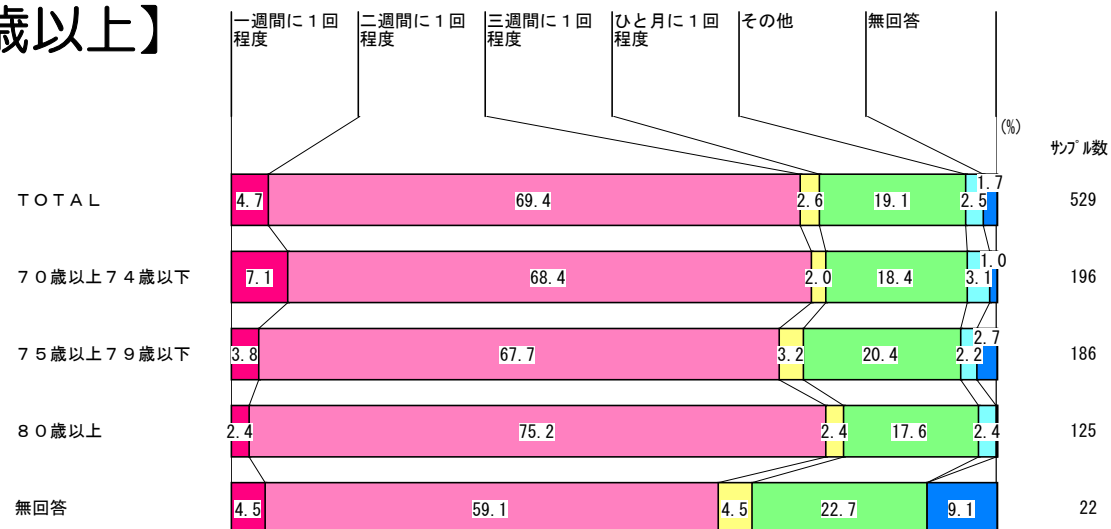 歳以上】
一週間に１回
程度
二週間に１回
程度
三週間に１回
程度
ひと月に１回
程度
その他
無回答
(%)
ｻﾝﾌﾟﾙ数
ＴＯＴＡＬ 4.7 69.4 2.6 19.1 2.5 1.7 529
７０歳以上７４歳以下 7.1 68.4 2.0 18.4 3.1 1.0 196
７５歳以上７９歳以下 3.8 67.7 3.2 20.4 2.2 2.7 186
８０歳以上 2.4 75.2 2.4 17.6 2.4 125
無回答 4.5 59.1 4.5 22.7 9.1 22